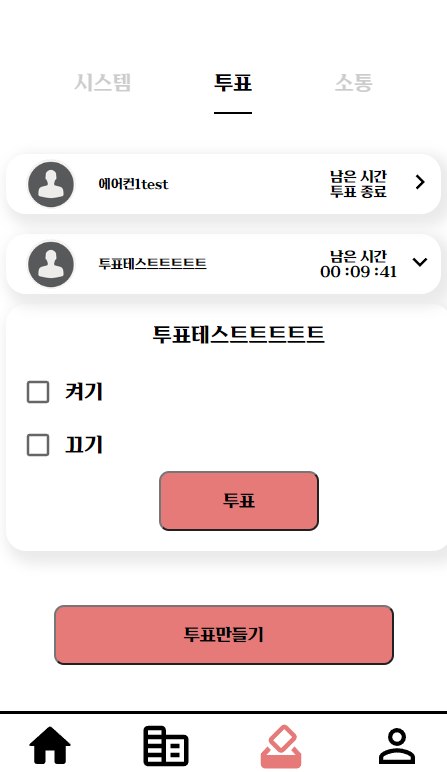 시스템 투표 소통
에어컨1test 남은 시간
투표 종료
투표테스트트트트트 남은 시간
00 :09 :41
투표테스트트트트트
켜기
끄기
투표
투표만들기